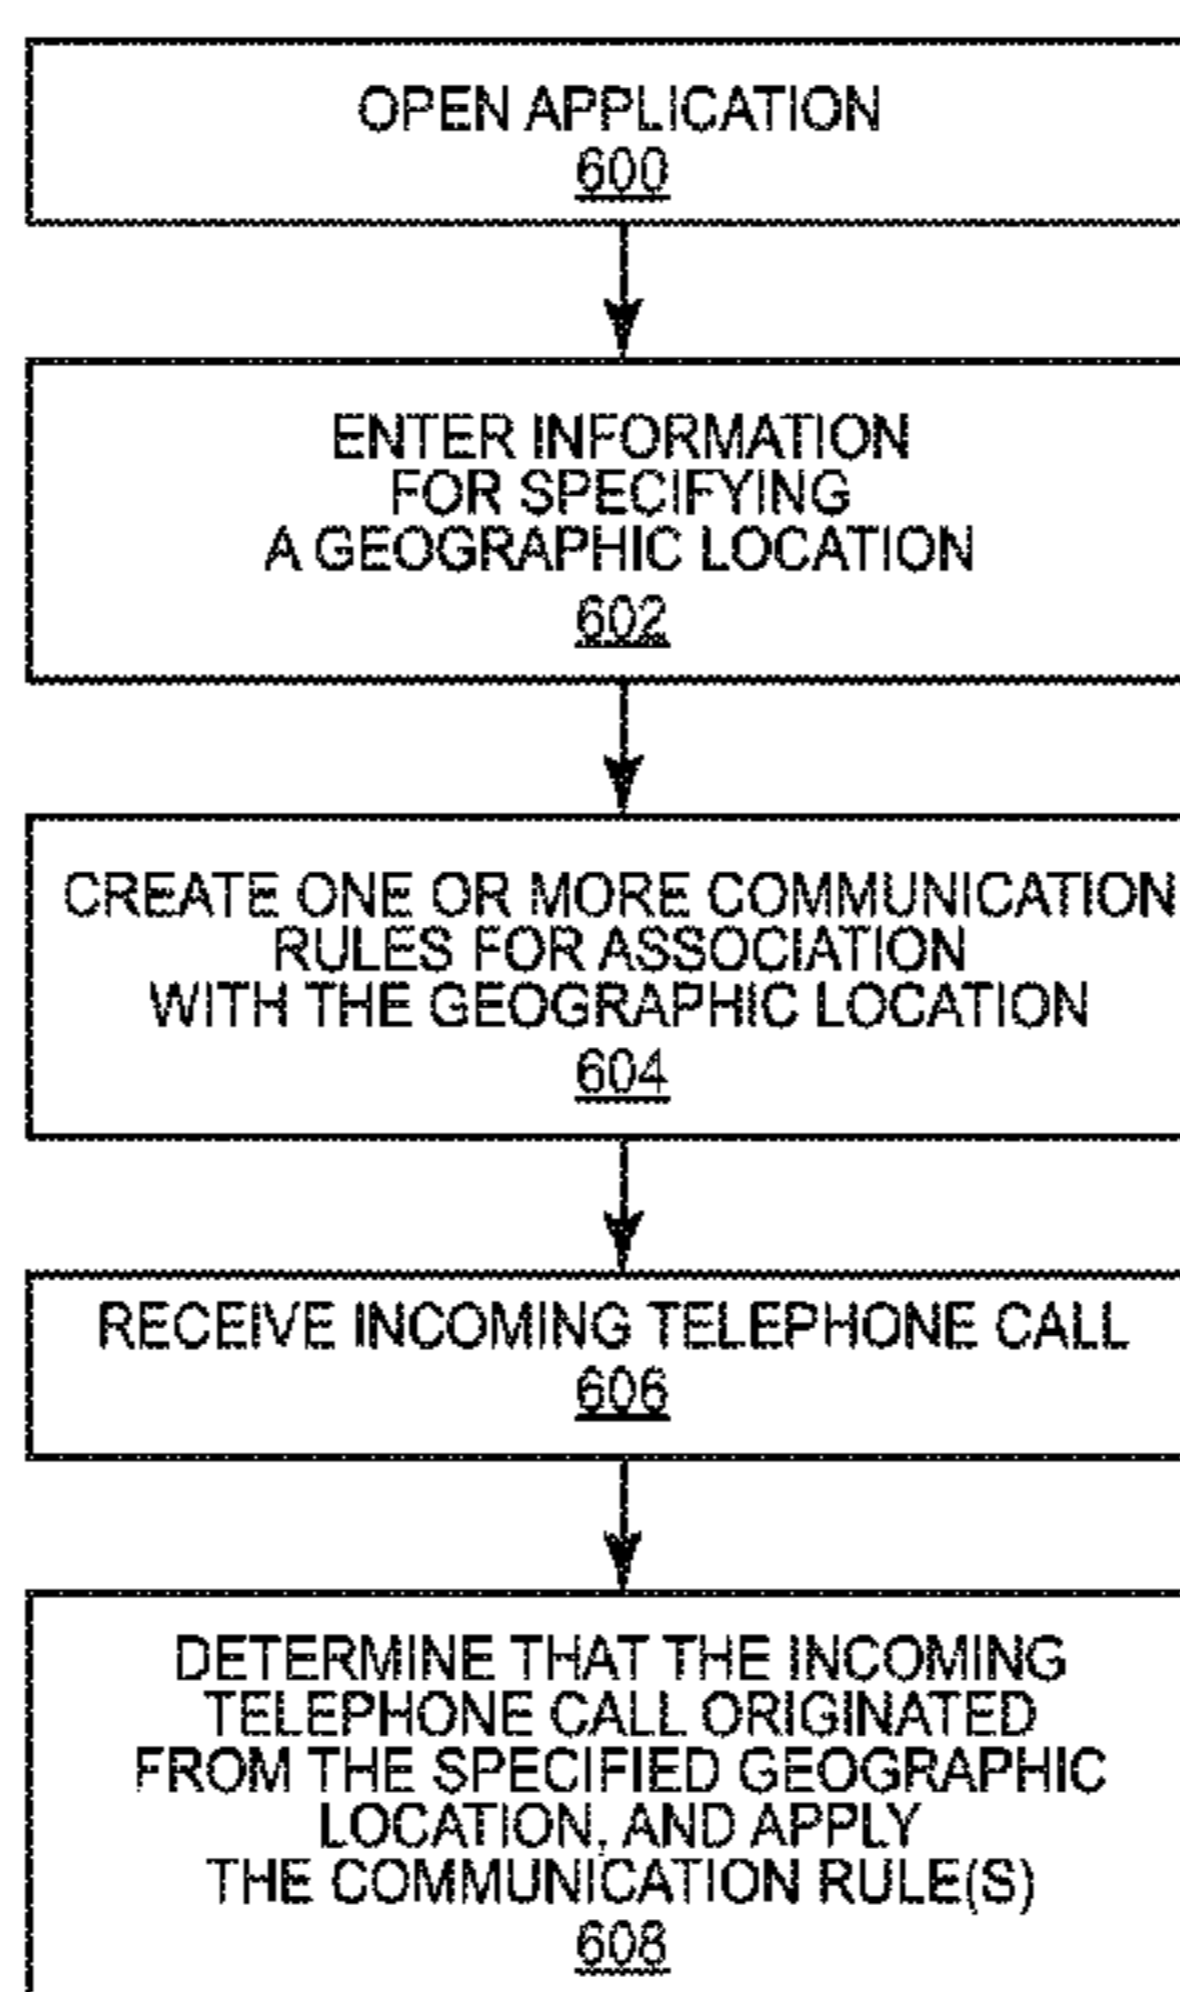 OPEN APPLICATION
600
ENTER INFORMATION
FOR SPECIFYING
A GEOGRAPHIC LOCATION
602
CREATE ONE OR MORE COMMUNICATION
RULES FOR ASSOCIATION
WITH THE GEOGRAPHIC LOCATION
604
RECEIVE INCOMING TELEPHONE CALL
606
DETERMINE THAT THE INCOMING
TELEPHONE CALL ORIGINATED
FROM THE SPECIFIED GEOGRAPHIC
LOCATION, AND APPLY
THE COMMUNICATION RULE(S)
608